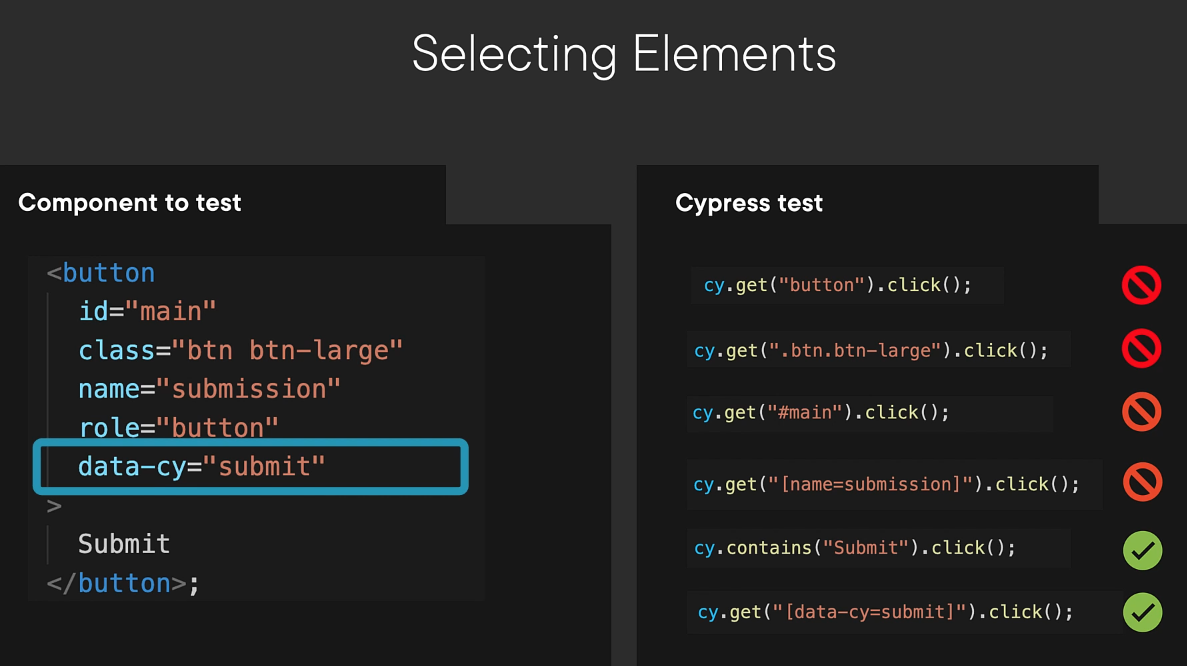 Selecting Elements
Component to test
<button
id="main"
class="btn btn-large"
name="submission"
role="button"
data-cy="submit"
>
Submit
</button>;
Cypress test
cy.get("button").click();
cy.get(".btn.btn-large").click();
cy.get("#main").click();
cy.get("[name=submission]").click();
cy.contains("Submit").click();
cy.get("[data-cy=submit]").click();